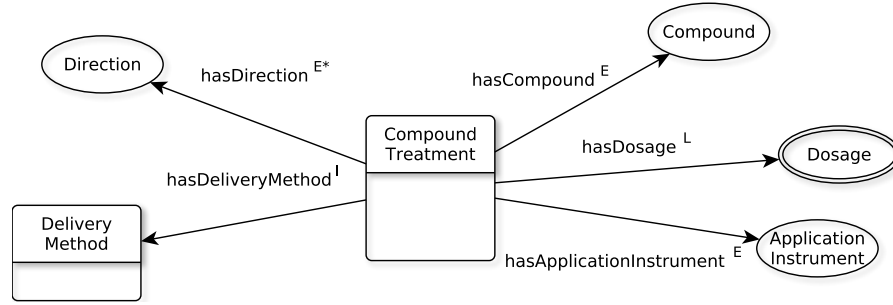 Compound
Direction
hasDirection E*
hasCompound E
Compound
Treatment
hasDosage L
Dosage
hasDeliveryMethod I
Delivery
Method
Application
Instrument
hasApplicationInstrument E